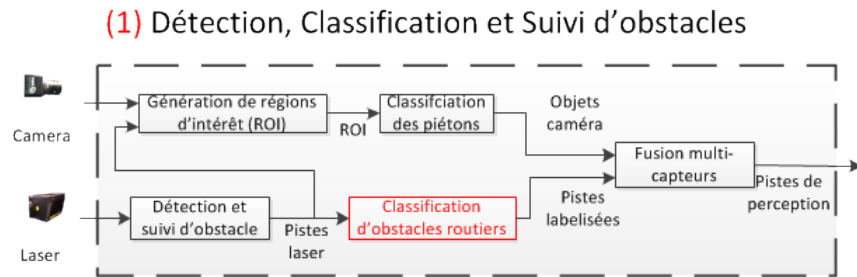 (1) Détection, Classification et Suivi d'obstacles
Camera
Génération de régions
d'intérêt (ROI)
ROI
Classifciation
des piétons
Objets
caméra
Fusion multi-
capteurs
Pistes de
perception
Laser
Détection et
suivi d'obstacle
Pistes
laser
Classification
d'obstacles routiers
Pistes
labelisées